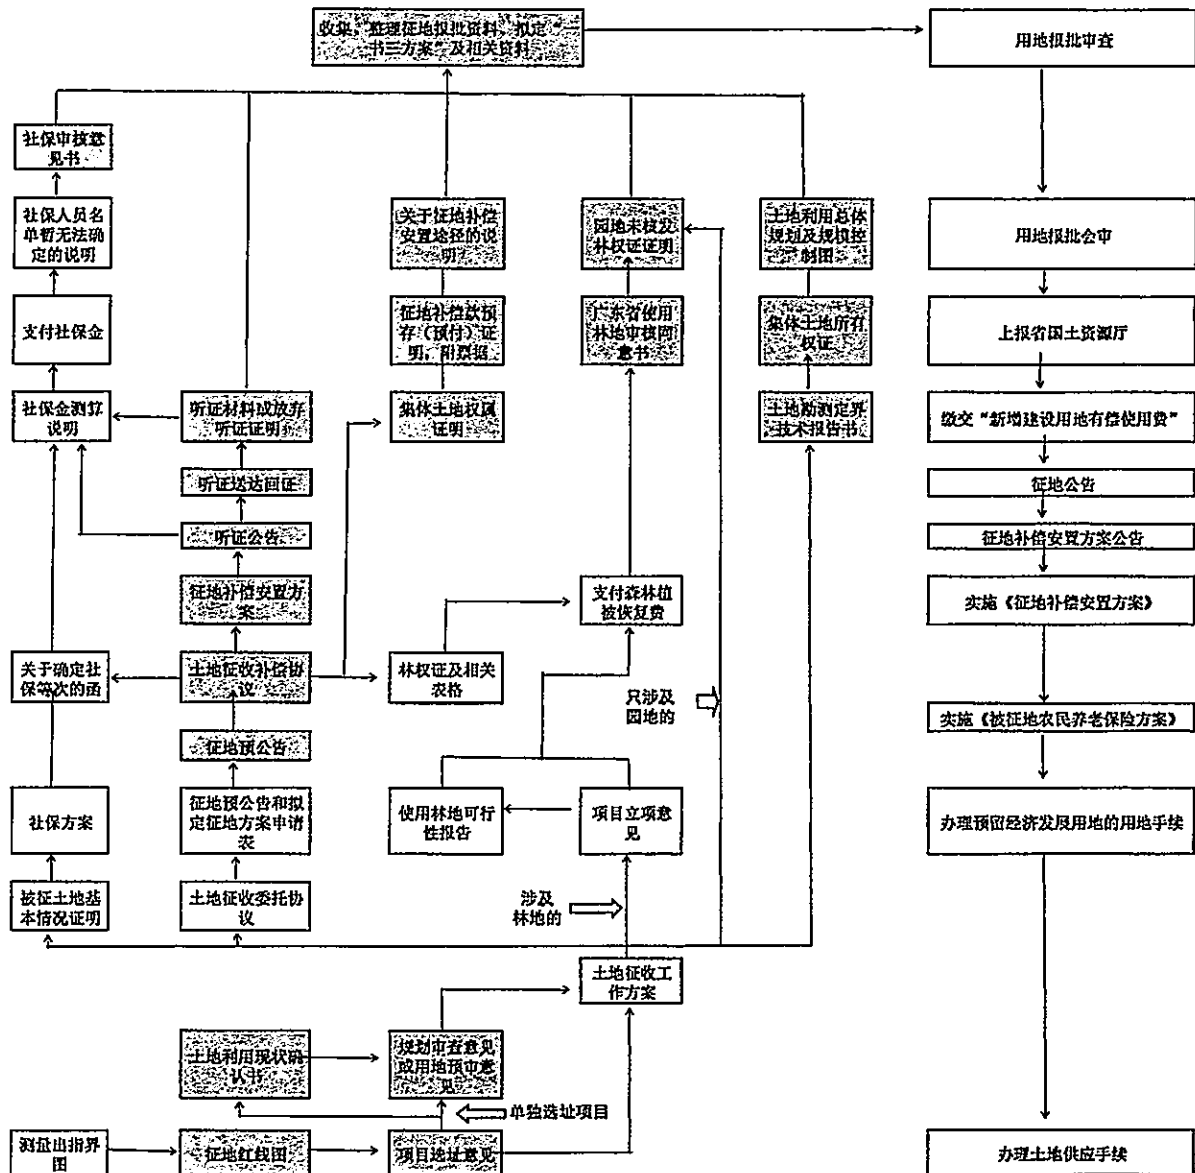 收集、整理征地报批资料，拟定“一
书三方案”及相关资料
用地报批审查
社保审核意
见书
社保人员名
单暂无法确
定的说明
关于征地补偿
安置途径的说
明
园地未核发
林权证证明
土地利用总体
规划及规模控
制图
用地报批会审
支付社保金
征地补偿款预
存（预付）证
明，附票据
广东省使用
林地审核同
意书
集体土地所有
权证
上报省国土资源厅
社保金测算
说明
听证材料或放弃
听证证明
集体土地权属
证明
土地勘测定界
技术报告书
缴交“新增建设用地有偿使用费”
听证送达回证
征地公告
听证公告
征地补偿安置方案公告
征地补偿安置方
案
支付森林植
被恢复费
实施《征地补偿安置方案》
关于确定社
保等次的函
土地征收补偿协
议
林权证及相关
表格
只涉及
园地的
实施《被征地农民养老保险方案》
征地预公告
社保方案
征地预公告和拟
定征地方案申请
表
使用林地可行
性报告
项目立项意
见
办理预留经济发展用地的用地手续
被征土地基
本情况证明
土地征收委托协
议
涉及
林地的
土地征收工
作方案
土地利用现状确
认书
规划审查意见
或用地预审意
见
单独选址项目
测量出指界
图
征地红线图
项目选址意见
办理土地供应手续